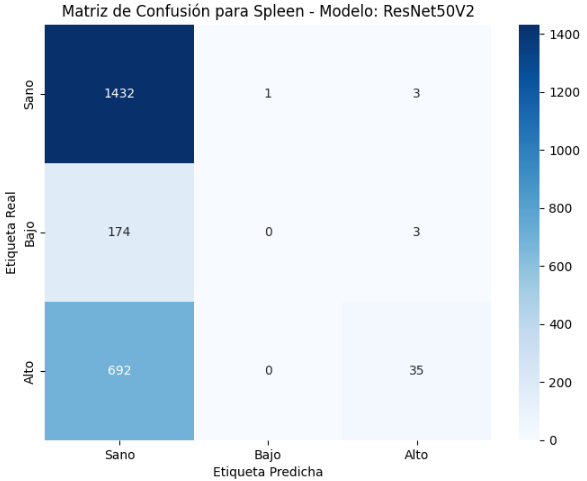 Matriz de Confusión para Spleen - Modelo: ResNet50V2
Etiqueta Real
Sano
1432 1 3
Bajo
174 0 3
Alto
692 0 35
Sano Bajo Alto
Etiqueta Predicha
1400
1200
1000
800
600
400
200
0